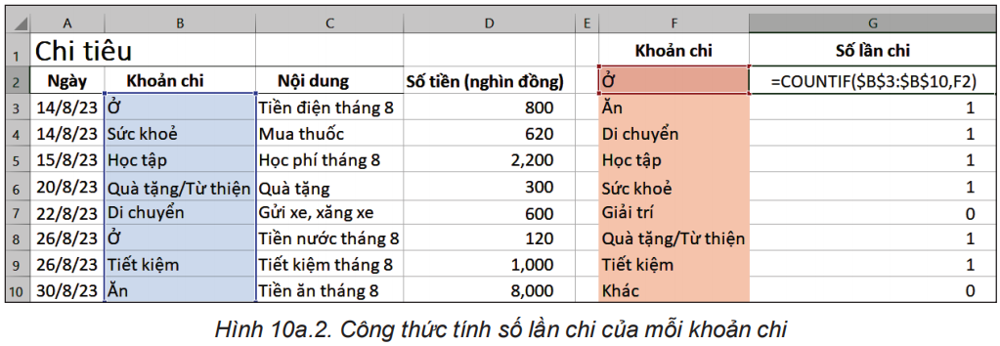 A B C D E F G
1 Chi tiêu Khoản chi Số lần chi
2 Ngày Khoản chi Nội dung Số tiền (nghìn đồng) Ở =COUNTIF($B$3:$B$10,F2)
3 14/8/23 Ở Tiền điện tháng 8 800 Ăn 1
4 14/8/23 Sức khoẻ Mua thuốc 620 Di chuyển 1
5 15/8/23 Học tập Học phí tháng 8 2,200 Học tập 1
6 20/8/23 Quà tặng/Từ thiện Quà tặng 300 Sức khoẻ 1
7 22/8/23 Di chuyển Gửi xe, xăng xe 600 Giải trí 0
8 26/8/23 Ở Tiền nước tháng 8 120 Quà tặng/Từ thiện 1
9 26/8/23 Tiết kiệm Tiết kiệm tháng 8 1,000 Tiết kiệm 1
10 30/8/23 Ăn Tiền ăn tháng 8 8,000 Khác 0
Hình 10a.2. Công thức tính số lần chi của mỗi khoản chi